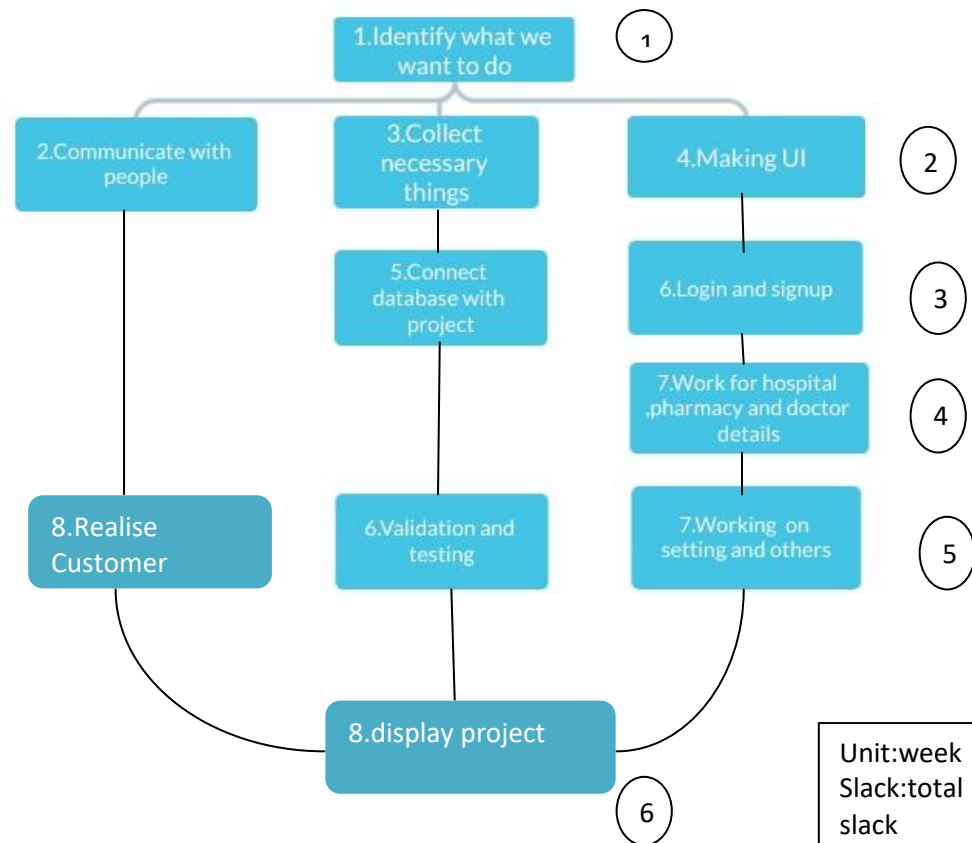 1.Identify what we
want to do
1
2.Communicate with
people
3.Collect
necessary
things
4.Making UI
2
5.Connect
database with
project
6.Login and signup
3
7.Work for hospital
,pharmacy and doctor
details
4
8.Realise
Customer
6.Validation and
testing
7.Working on
setting and others
5
8.display project
6
Unit:week
Slack:total
slack